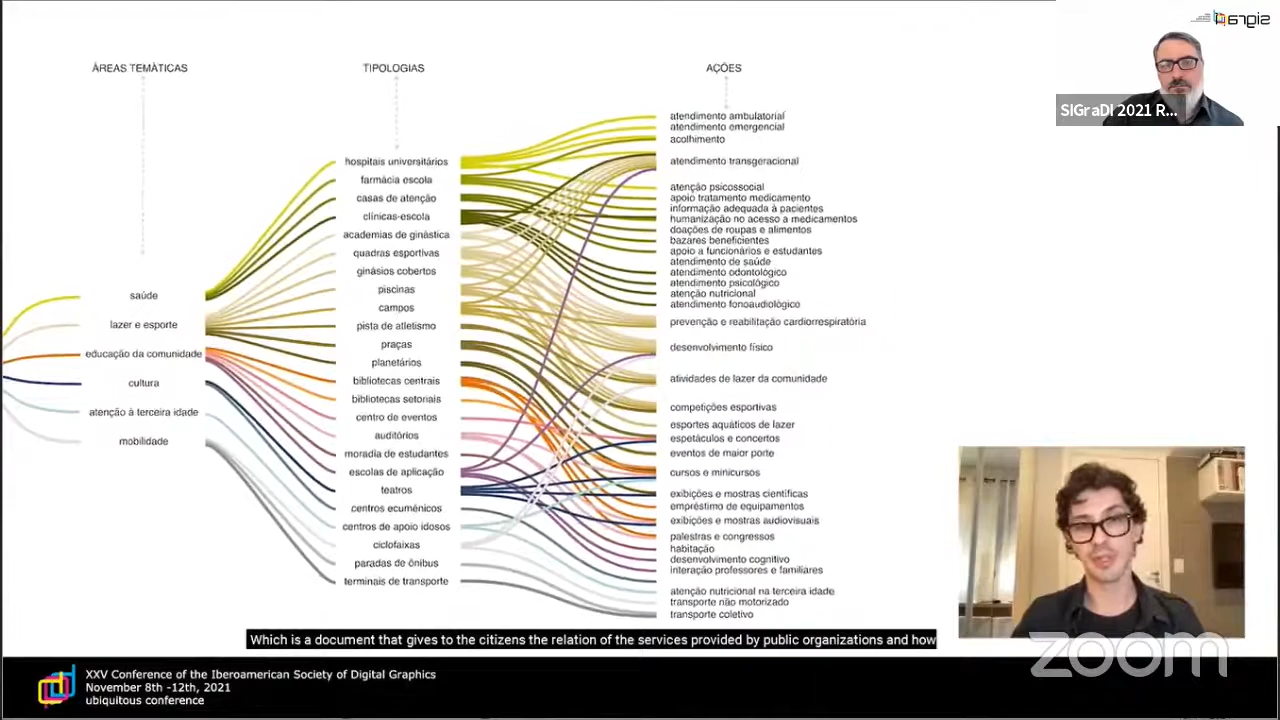 sigra
SIGraDI 2021 R...
ÁREAS TEMÁTICAS
TIPOLOGIAS
AÇÕES
saúde
lazer e esporte
educação da comunidade
cultura
atenção à terceira idade
mobilidade
hospitais universitários
farmácia escola
casas de atenção
clínicas-escola
academias de ginástica
quadras esportivas
ginásios cobertos
piscinas
campos
pista de atletismo
praças
planetários
bibliotecas centrais
bibliotecas setoriais
centro de eventos
auditórios
moradia de estudantes
escolas de aplicação
teatros
centros ecumênicos
centros de apoio idosos
ciclofaixas
paradas de ônibus
terminais de transporte
atendimento ambulatorial
atendimento emergencial
acolhimento
atendimento transgeracional
atenção psicossocial
apoio tratamento medicamento
informação adequada à pacientes
humanização no acesso a medicamentos
doações de roupas e alimentos
bazares beneficientes
apoio a funcionários e estudantes
atendimento de saúde
atendimento odontológico
atendimento psicológico
atenção nutricional
atendimento fonoaudiológico
prevenção e reabilitação cardiorrespiratória
desenvolvimento físico
atividades de lazer da comunidade
competições esportivas
esportes aquáticos de lazer
espetáculos e concertos
eventos de maior porte
cursos e minicursos
exibições e mostras científicas
empréstimo de equipamentos
exibições e mostras audiovisuais
palestras e congressos
habitação
desenvolvimento cognitivo
interação professores e familiares
atenção nutricional na terceira idade
transporte não motorizado
transporte coletivo
Which is a document that gives to the citizens the relation of the services provided by public organizations and how
zoom
XXV Conference of the Iberoamerican Society of Digital Graphics
November 8th -12th, 2021
ubiquitous conference